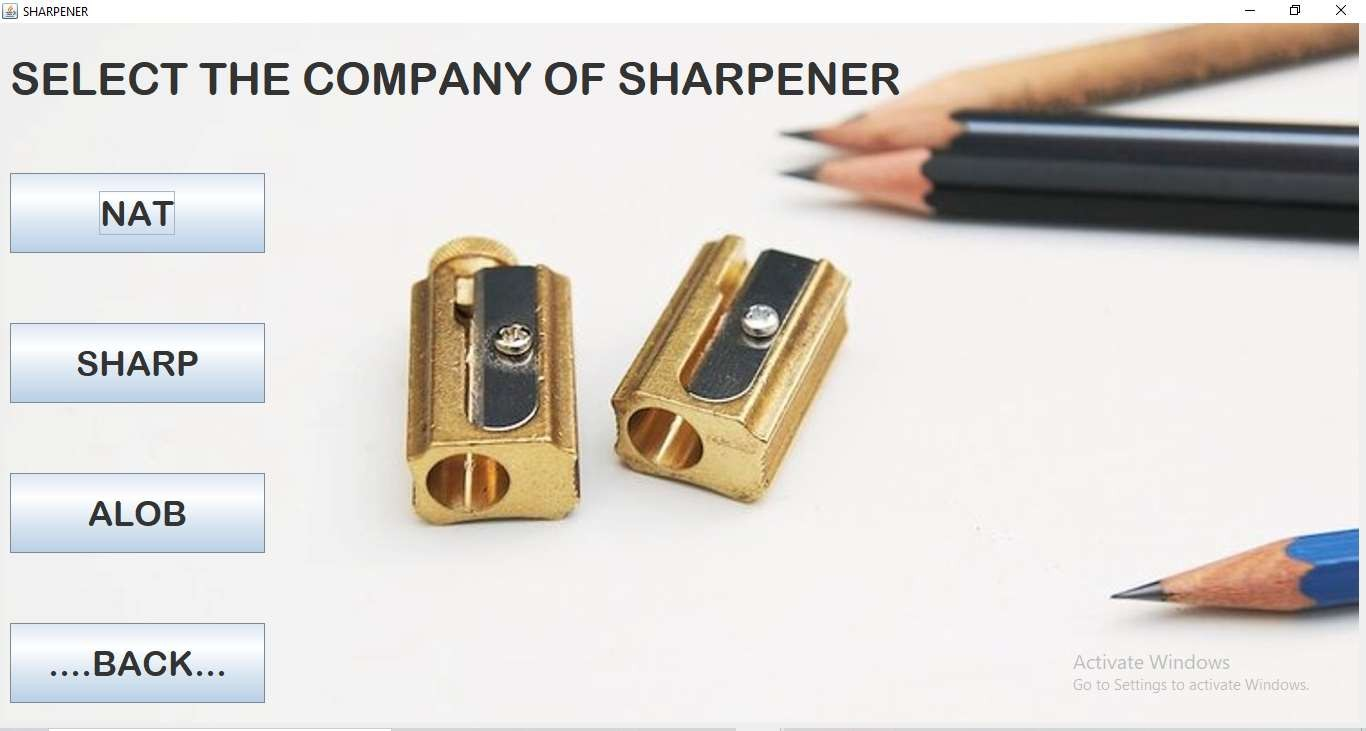 SHARPENER
SELECT THE COMPANY OF SHARPENER
NAT
SHARP
ALOB
....BACK...
Activate Windows
Go to Settings to activate Windows.